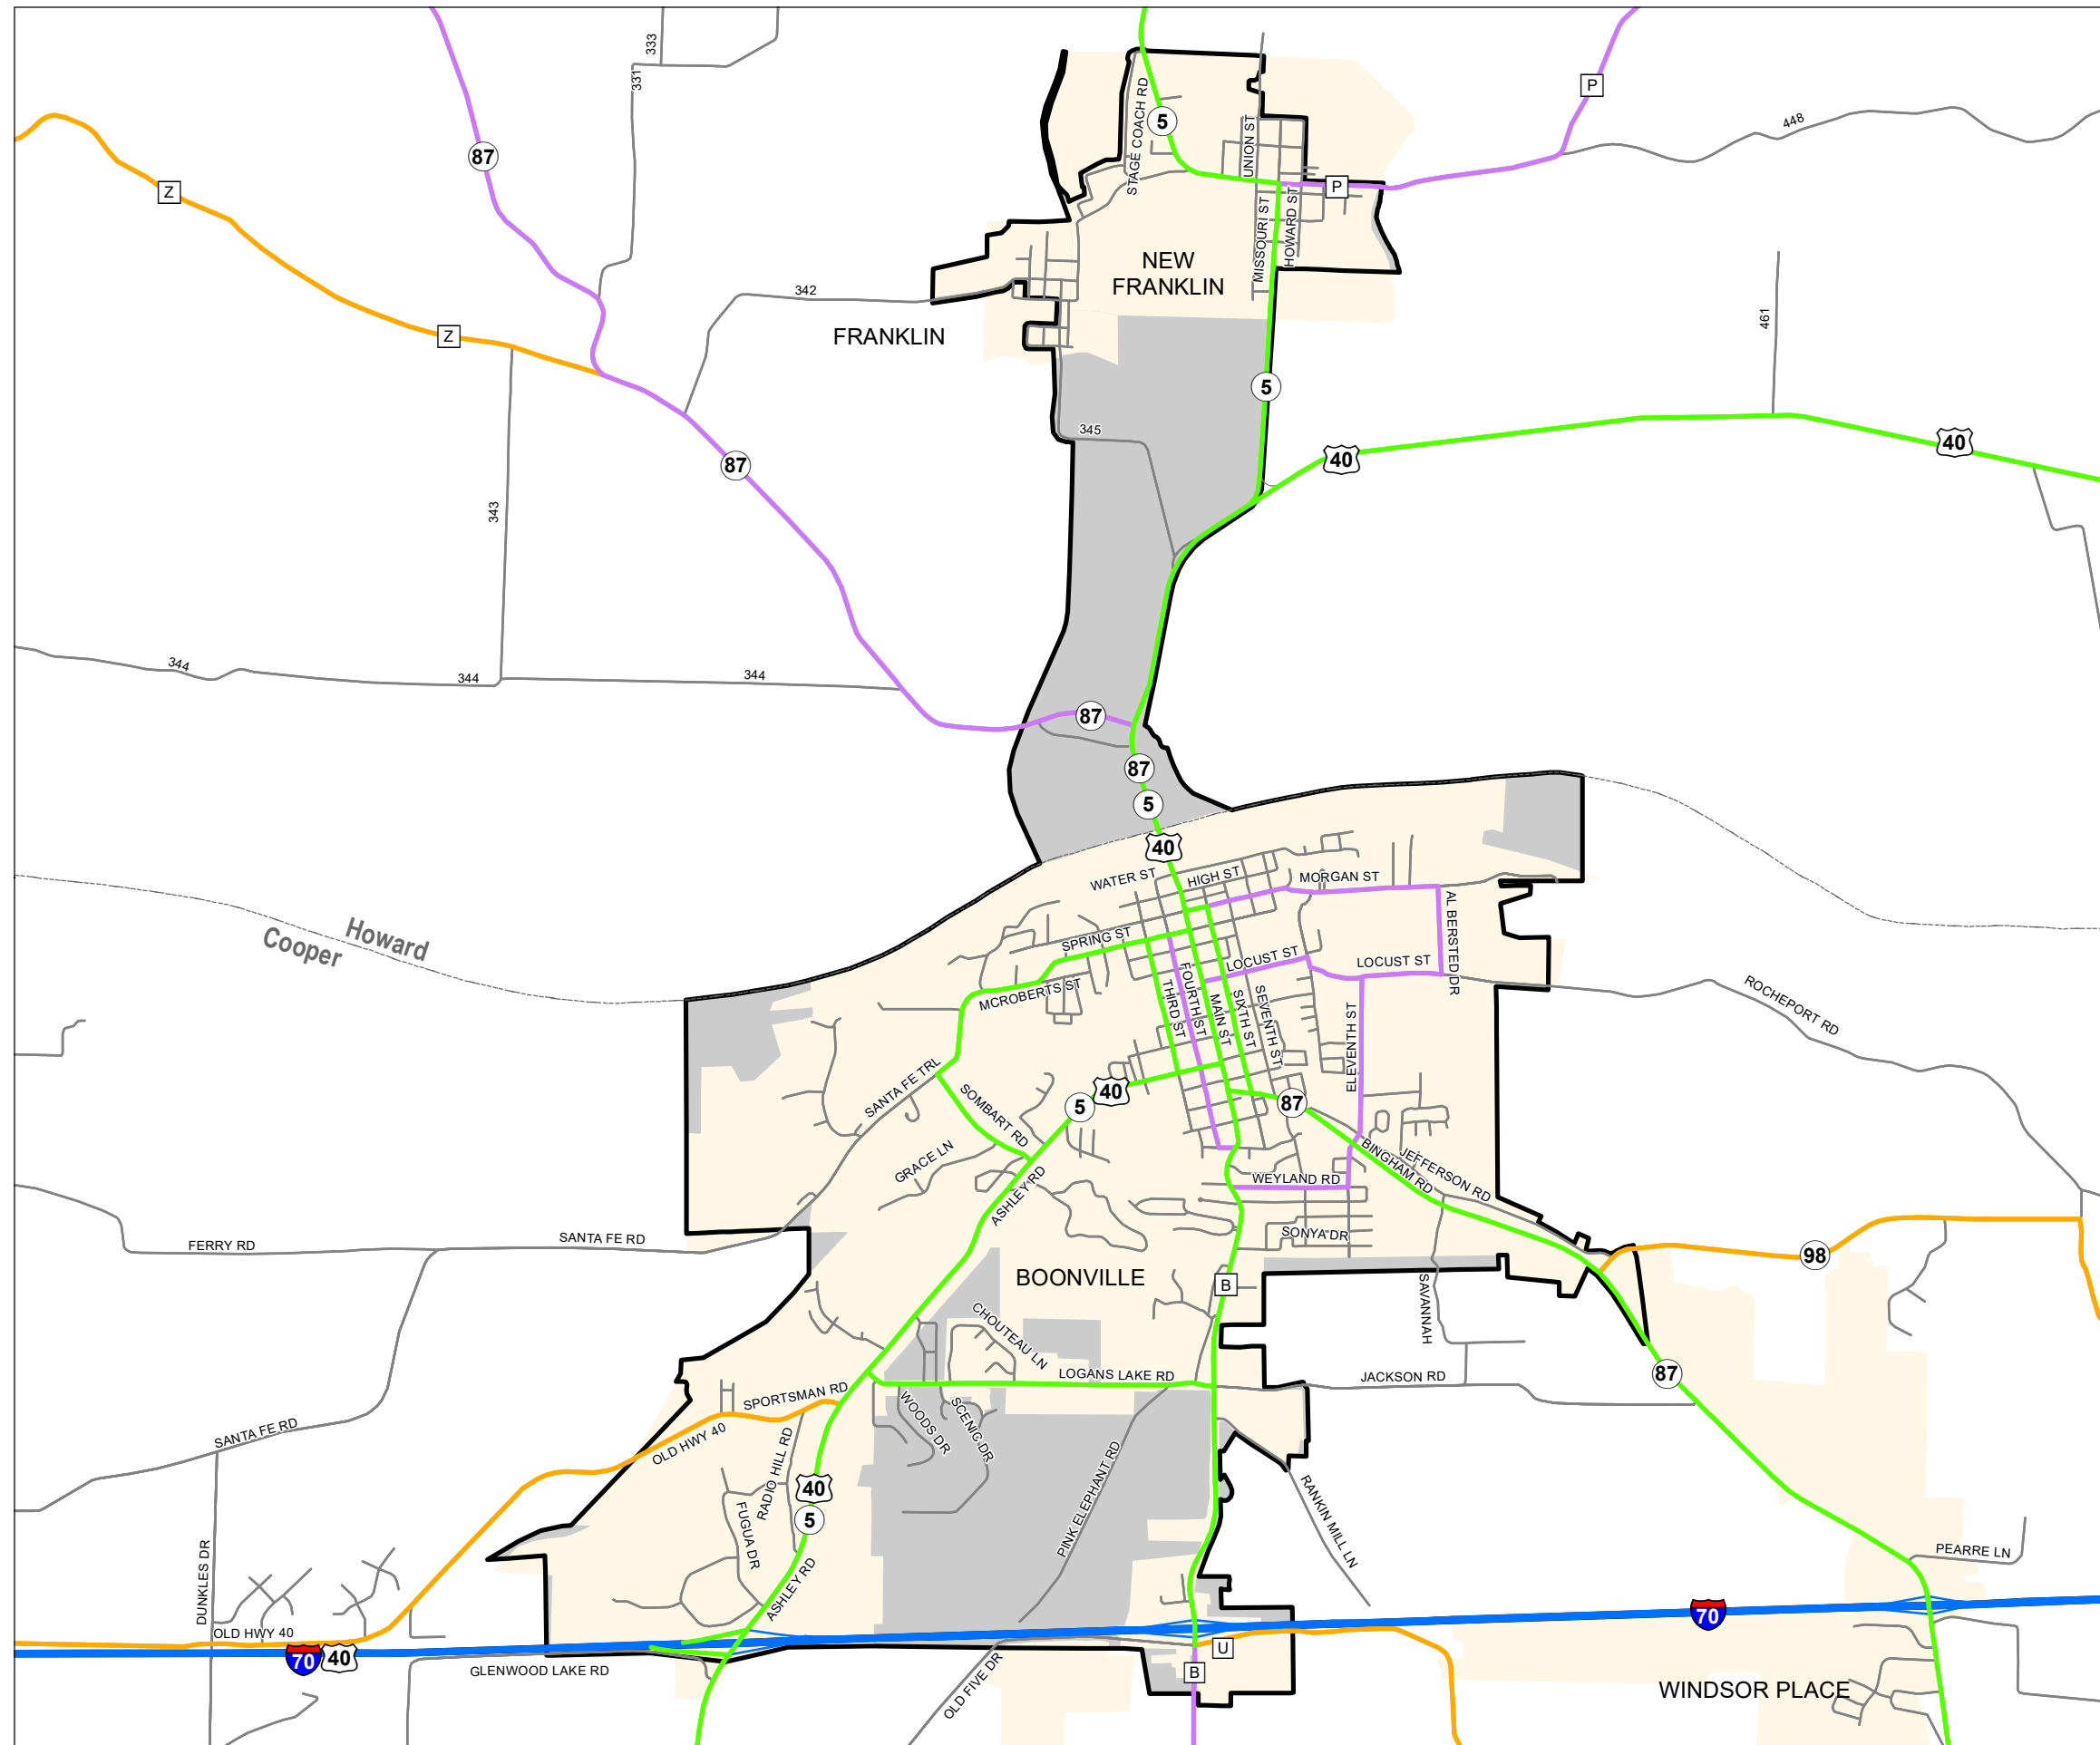 333
331
87
Z
Z
STAGE COACH RD
5
UNION ST
P
P
448
MISSOURI ST
HOWARD ST
NEW
FRANKLIN
342
FRANKLIN
461
5
345
40
40
87
343
344
344
344
87
87
5
40
Howard
Cooper
WATER ST
HIGH ST
MORGAN ST
AL BERSTED DR
SPRING ST
LOCUST ST
LOCUST ST
MCROBERTS ST
THIRD ST
FOURTH ST
MAIN ST
SIXTH ST
SEVENTH ST
ELEVENTH ST
ROCHEPORT RD
SANTA FE TRL
SOMBART RD
5
40
87
GRACE LN
ASHLEY RD
BINGHAM RD
JEFFERSON RD
WEYLAND RD
SONYA DR
FERRY RD
SANTA FE RD
98
BOONVILLE
B
SAVANNAH
CHOUTEAU LN
LOGANS LAKE RD
JACKSON RD
87
SPORTSMAN RD
OLD HWY 40
SANTA FE RD
WOODS DR
SCENIC DR
RADIO HILL RD
40
5
FUGUA DR
PINK ELEPHANT RD
RANKIN MILL LN
ASHLEY RD
DUNKLES DR
OLD HWY 40
70
40
GLENWOOD LAKE RD
OLD FIVE DR
U
B
70
PEARRE LN
WINDSOR PLACE